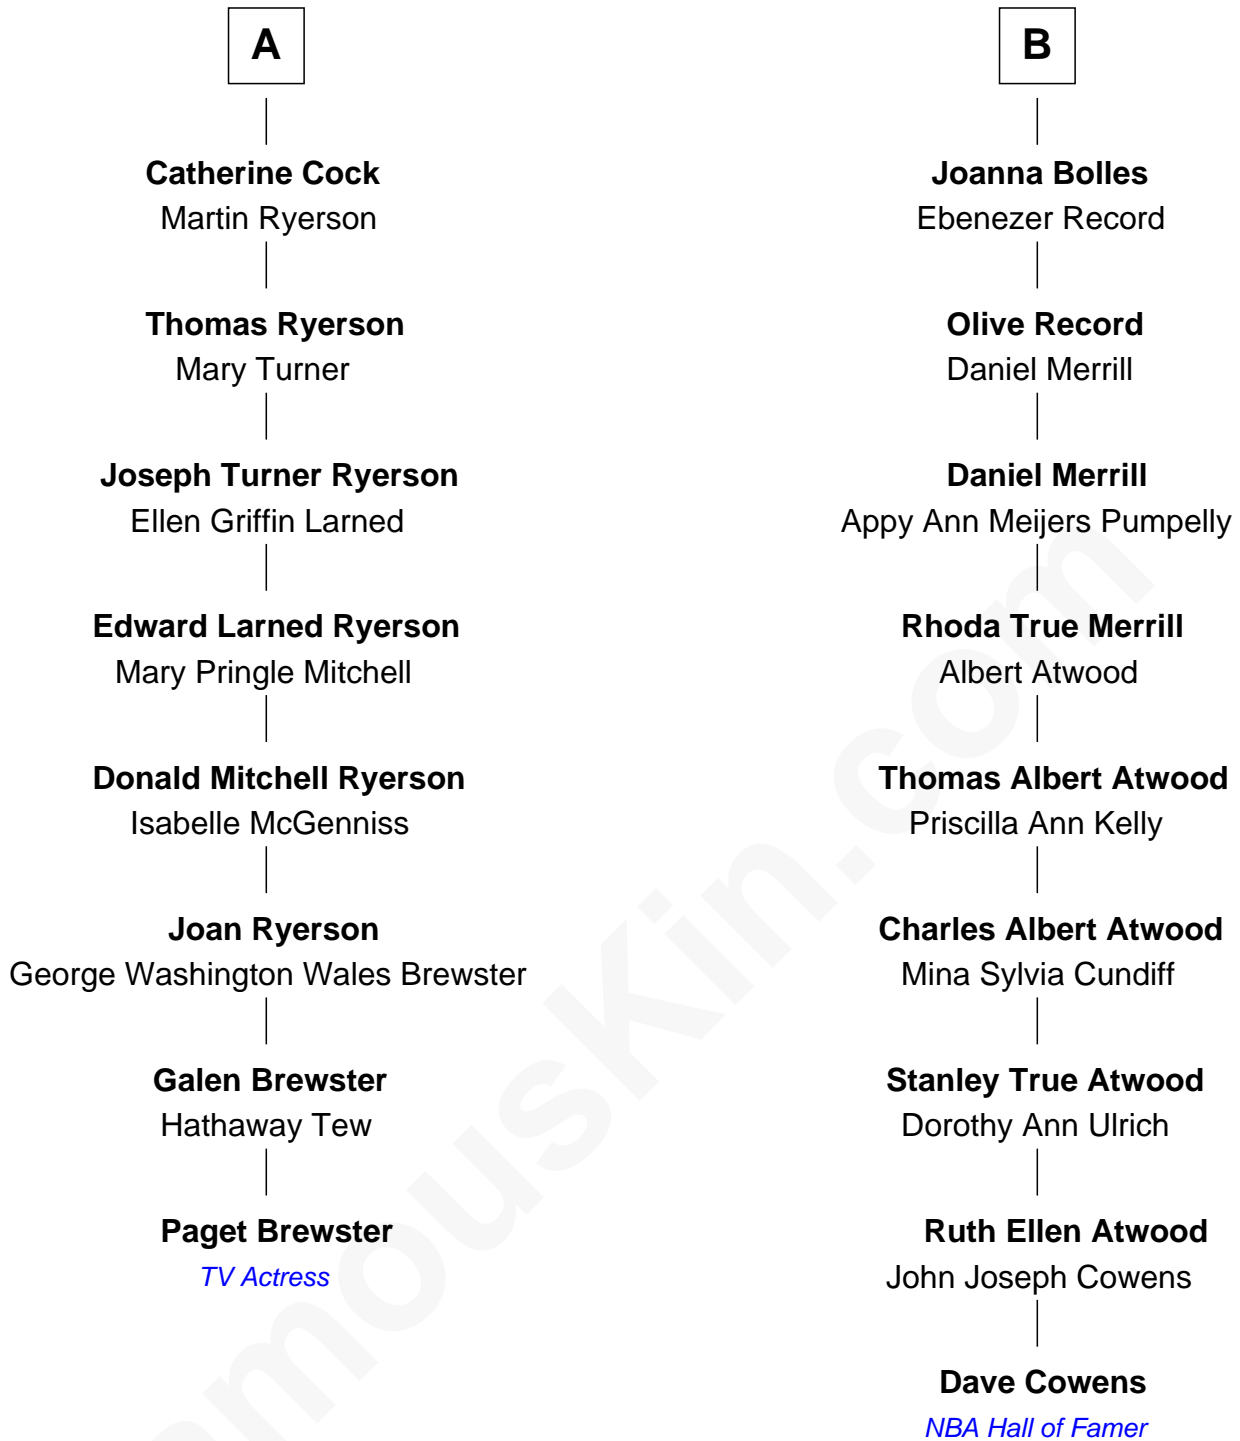 A
Catherine Cock
Martin Ryerson
Thomas Ryerson
Mary Turner
Joseph Turner Ryerson
Ellen Griffin Larned
Edward Larned Ryerson
Mary Pringle Mitchell
Donald Mitchell Ryerson
Isabelle McGenniss
Joan Ryerson
George Washington Wales Brewster
Galen Brewster
Hathaway Tew
Paget Brewster
TV Actress
B
Joanna Bolles
Ebenezer Record
Olive Record
Daniel Merrill
Daniel Merrill
Appy Ann Meijers Pumpelly
Rhoda True Merrill
Albert Atwood
Thomas Albert Atwood
Priscilla Ann Kelly
Charles Albert Atwood
Mina Sylvia Cundiff
Stanley True Atwood
Dorothy Ann Ulrich
Ruth Ellen Atwood
John Joseph Cowens
Dave Cowens
NBA Hall of Famer
amouskin.com